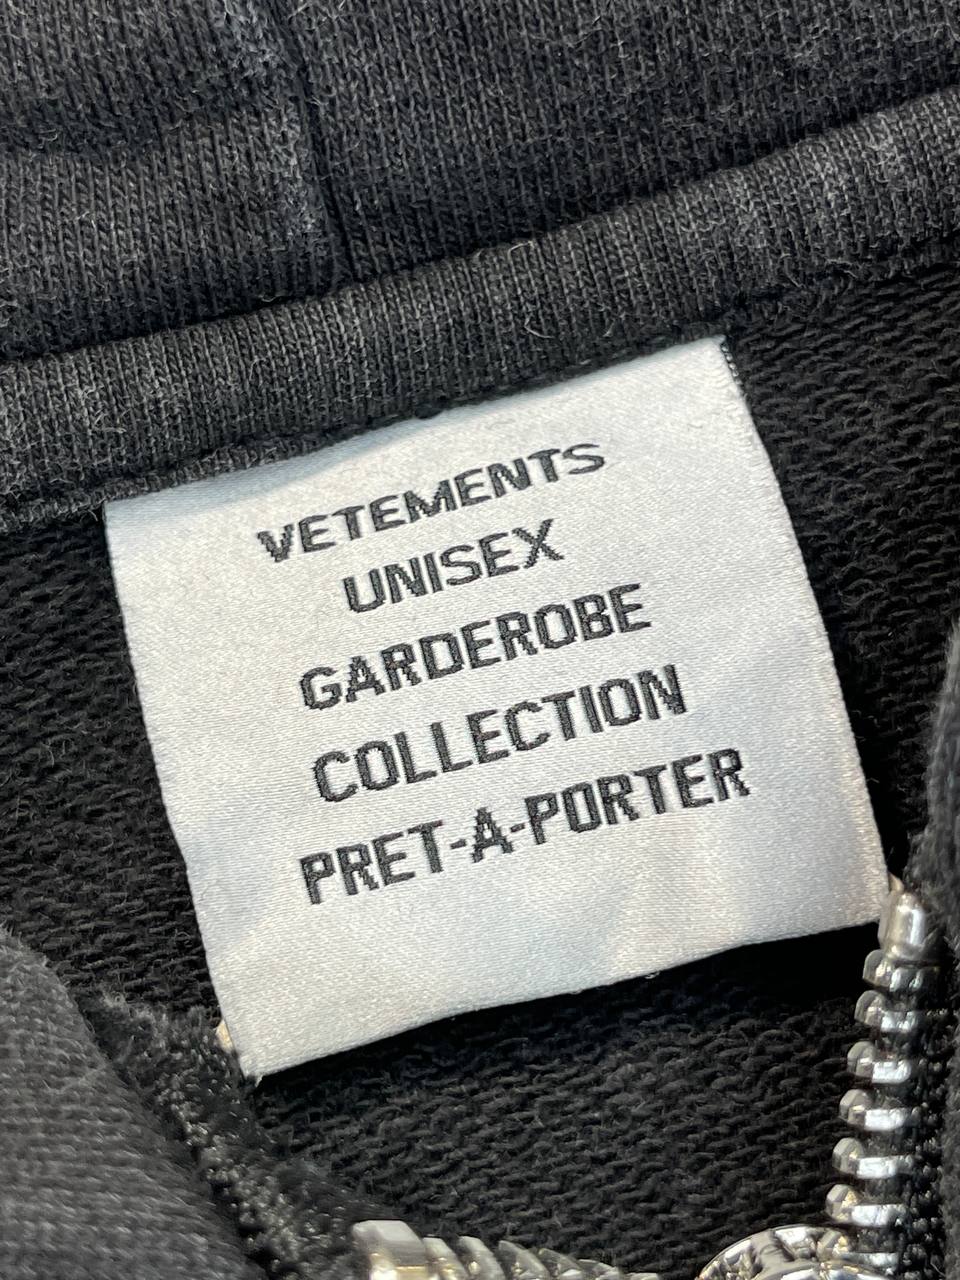 VETEMENTS
UNISEX
GARDEROBE
COLLECTION
PRET-A-PORTER